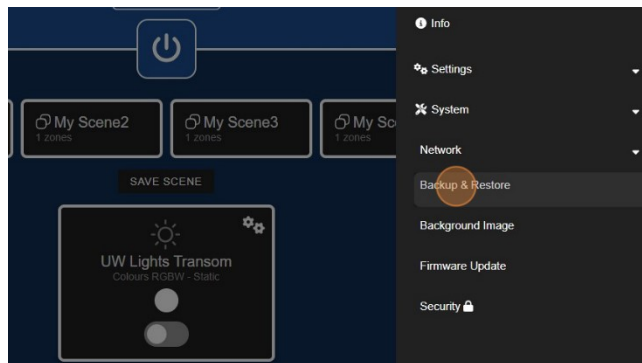 My Scene2
1 zones
My Scene3
1 zones
My Sc
1 zones
SAVE SCENE
UW Lights Transom
Colours RGBW - Static
Info
Settings
System
Network
Backup & Restore
Background Image
Firmware Update
Security